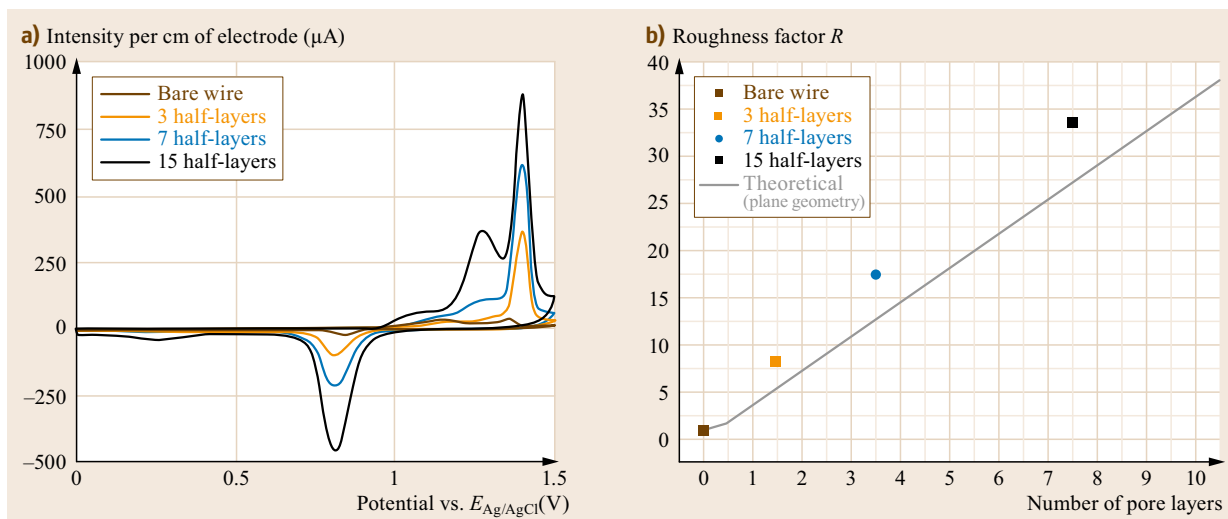 a) Intensity per cm of electrode (μA)
1000
750
500
250
0
–250
–500
Bare wire
3 half-layers
7 half-layers
15 half-layers
0 0.5 1 1.5
Potential vs. E Ag/AgCl(V)
b) Roughness factor R
40
35
30
25
20
15
10
5
0
Bare wire
3 half-layers
7 half-layers
15 half-layers
Theoretical
(plane geometry)
0 1 2 3 4 5 6 7 8 9 10
Number of pore layers